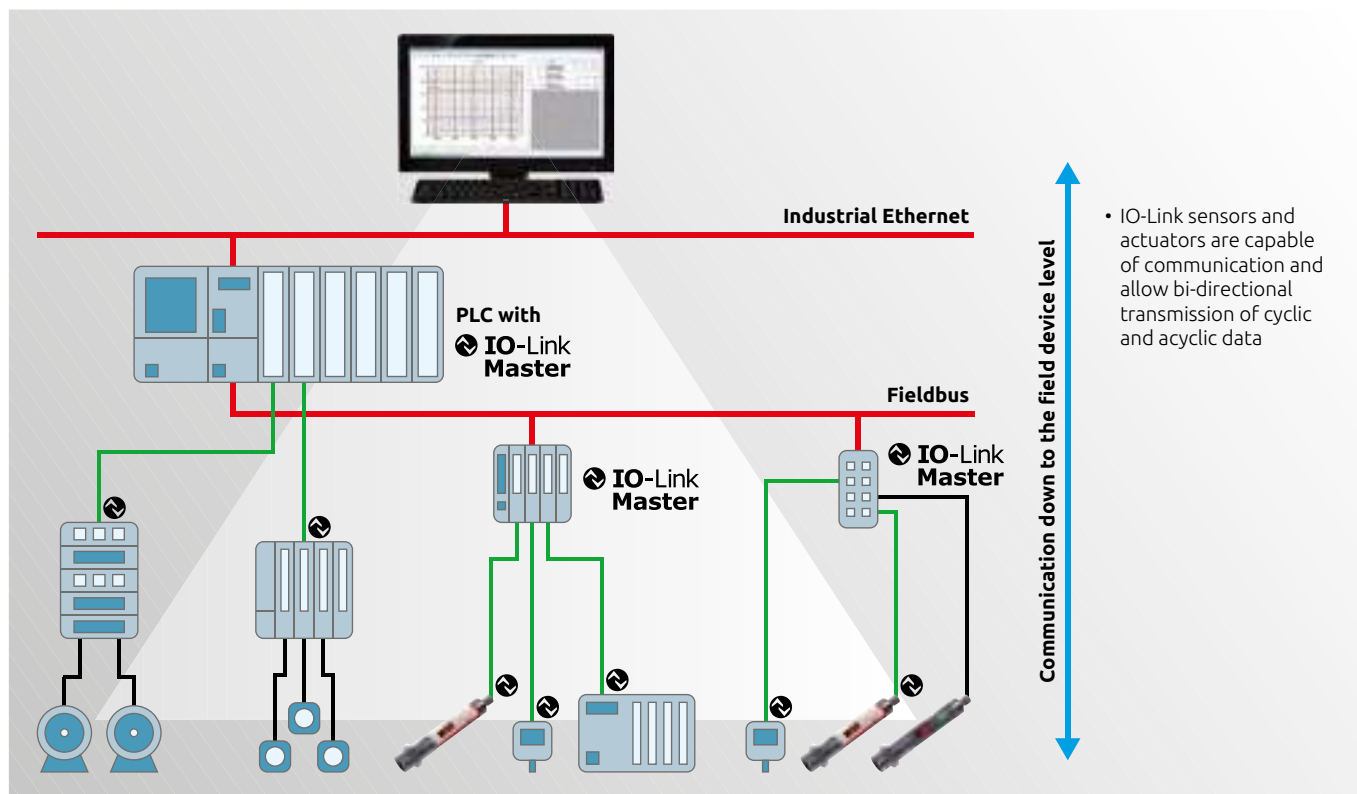 Industrial Ethernet
PLC with
IO-Link
Master
Fieldbus
IO-Link
Master
IO-Link
Master
Communication down to the field device level
• IO-Link sensors and
actuators are capable
of communication and
allow bi-directional
transmission of cyclic
and acyclic data